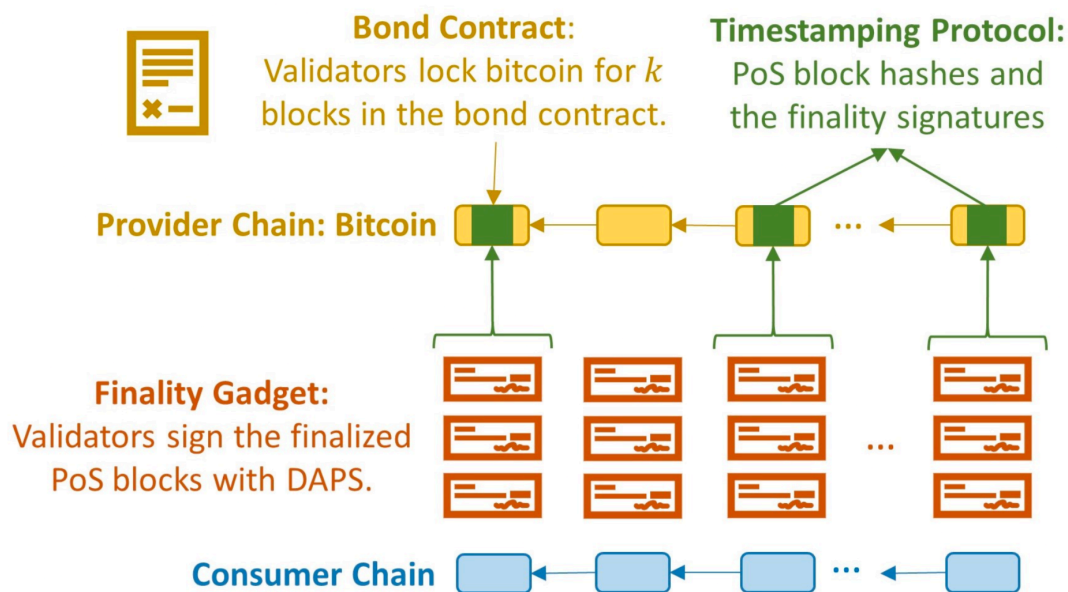 Bond Contract:
Validators lock bitcoin for k
blocks in the bond contract.
Timestamping Protocol:
PoS block hashes and
the finality signatures
Provider Chain: Bitcoin
...
Finality Gadget:
Validators sign the finalized
PoS blocks with DAPS.
...
Consumer Chain
...